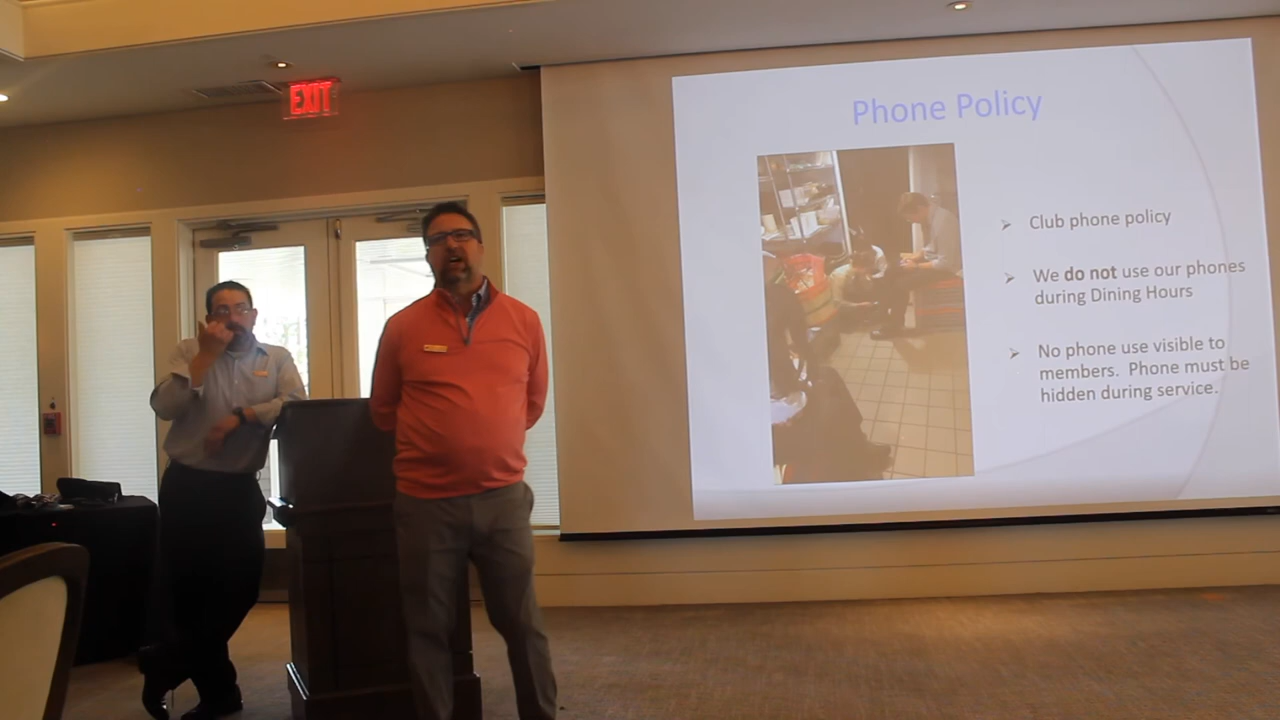 EXIT
Phone Policy
Club phone policy
We do not use our phones
during Dining Hours
No phone use visible to
members. Phone must be
hidden during service.